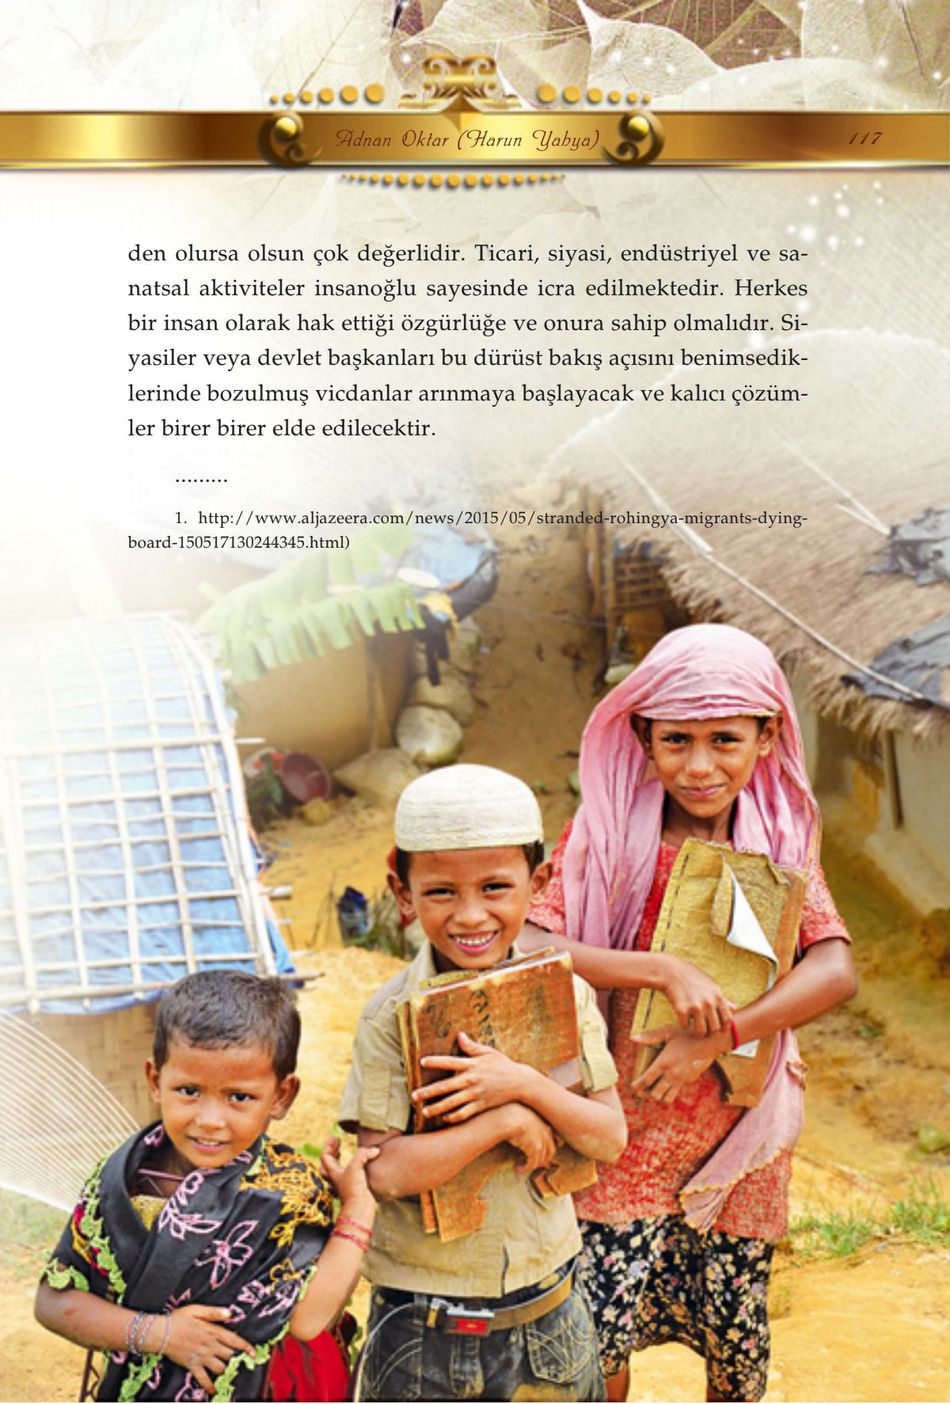 Adnan Oktar (Harun Yahya)
117
den olursa olsun çok değerlidir. Ticari, siyasi, endüstriyel ve sa-
natsal aktiviteler insanoğlu sayesinde icra edilmektedir. Herkes
bir insan olarak hak ettiği özgürlüğe ve onura sahip olmalıdır. Si-
yasiler veya devlet başkanları bu dürüst bakış açısını benimsedik-
lerinde bozulmuş vicdanlar arınmaya başlayacak ve kalıcı çözüm-
ler birer birer elde edilecektir.
.........
1. http://www.aljazeera.com/news/2015/05/stranded-rohingya-migrants-dying-
board-150517130244345.html)